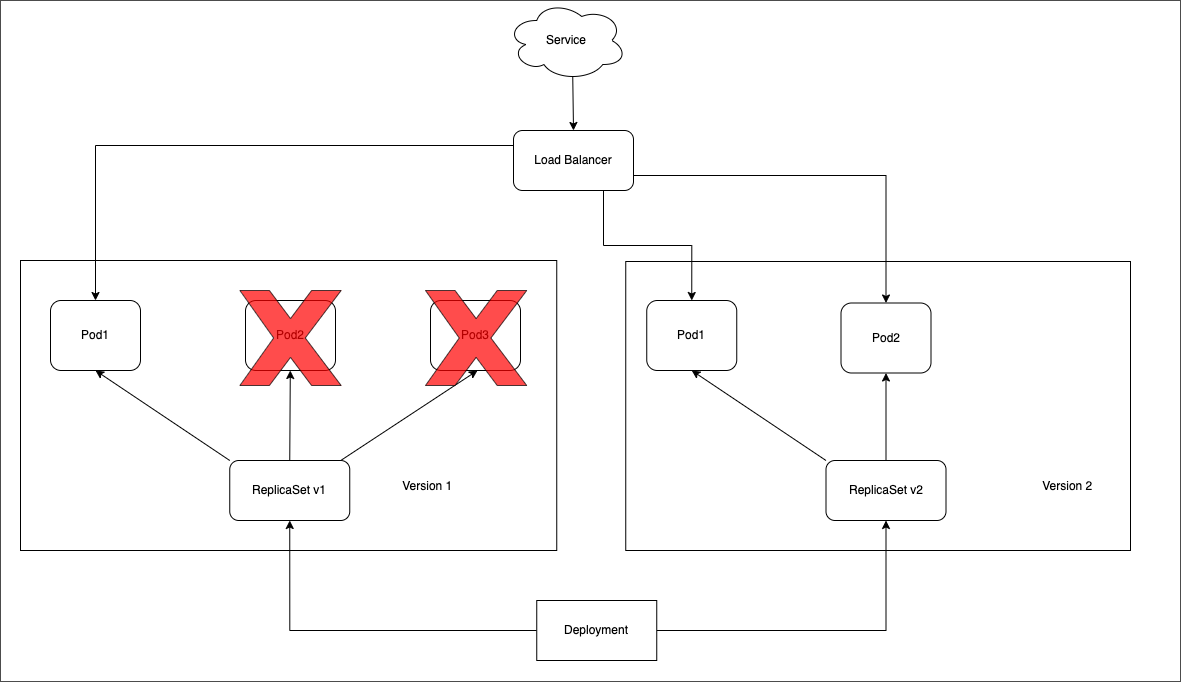 Service
Load Balancer
Pod1
Pod2
Pod3
Pod1
Pod2
ReplicaSet v1
Version 1
ReplicaSet v2
Version 2
Deployment